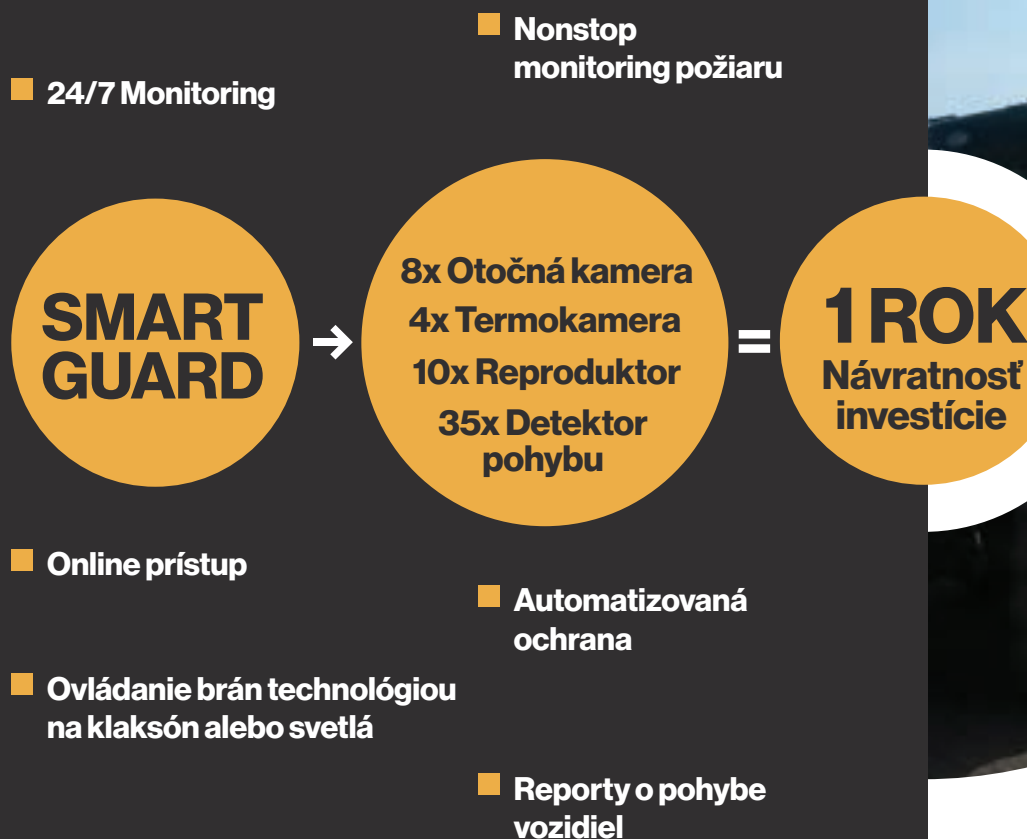 Nonstop
monitoring požiaru
24/7 Monitoring
SMART
GUARD
→
8x Otočná kamera
4x Termokamera
10x Reproduktor
35x Detektor
pohybu
=
1 ROK
Návratnosť
investície
Online prístup
Automatizovaná
ochrana
Ovládanie brán technológiou
na klaksón alebo svetlá
Reporty o pohybe
vozidiel